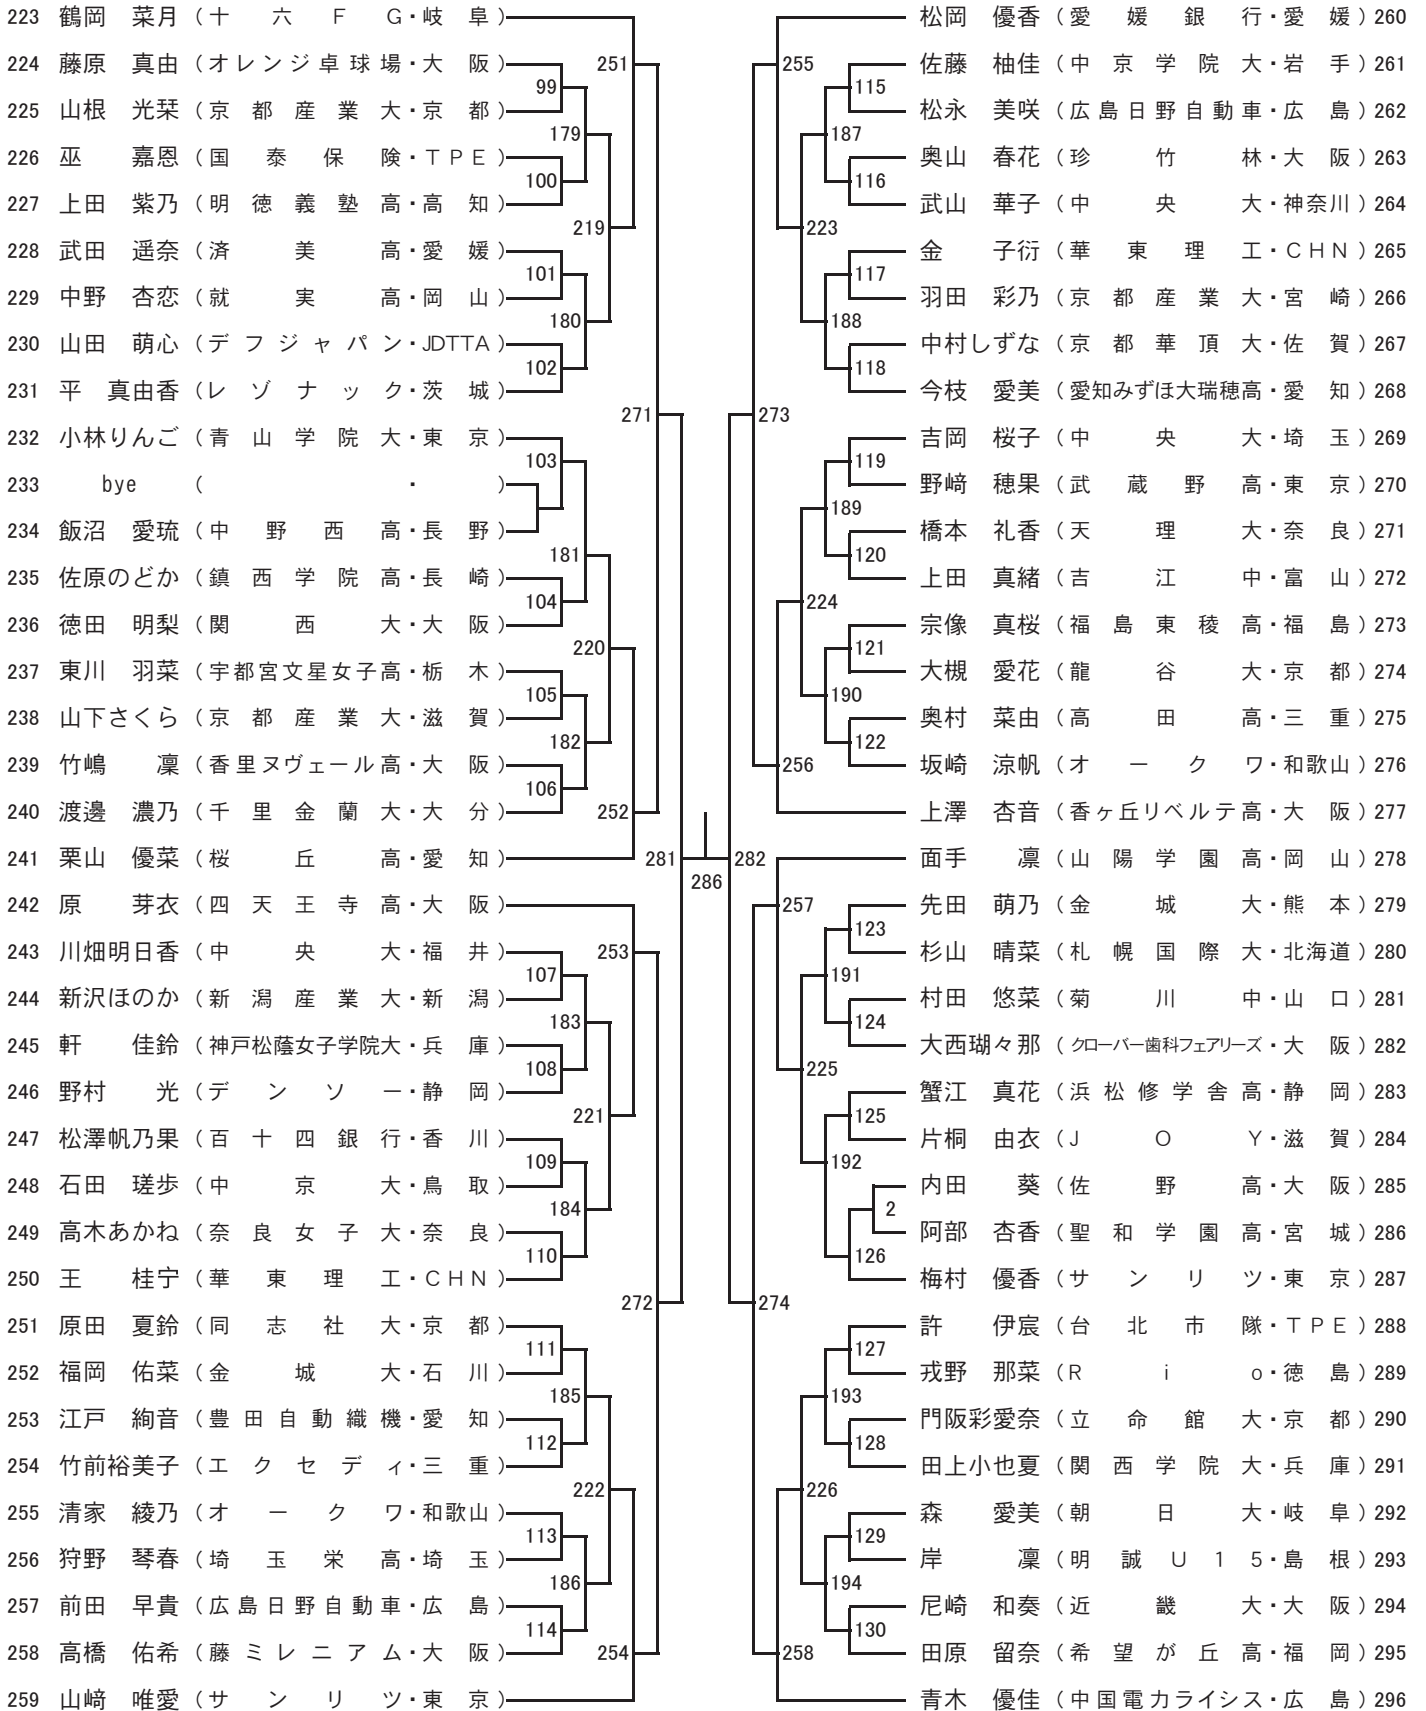 223 鶴岡 菜月（十六FG・岐阜）
224 藤原 真由（オレンジ卓球場・大阪）
225 山根 光栞（京都産業大・京都）
226 巫 嘉恩（国泰保険・TPE）
227 上田 紫乃（明徳義塾高・高知）
228 武田 遥奈（済美高・愛媛）
229 中野 杏恋（就実高・岡山）
230 山田 萌心（デフジャパン・JDTTA）
231 平 真由香（レゾナック・茨城）
232 小林りんご（青山学院大・東京）
233 bye（ ・ ）
234 飯沼 愛琉（中野西高・長野）
235 佐原のどか（鎮西学院高・長崎）
236 徳田 明梨（関西大・大阪）
237 東川 羽菜（宇都宮文星女子高・栃木）
238 山下さくら（京都産業大・滋賀）
239 竹嶋 凜（香里ヌヴェール高・大阪）
240 渡邊 濃乃（千里金蘭大・大分）
241 栗山 優菜（桜丘高・愛知）
242 原 芽衣（四天王寺高・大阪）
243 川畑明日香（中央大・福井）
244 新沢ほのか（新潟産業大・新潟）
245 軒 佳鈴（神戸松蔭女子学院大・兵庫）
246 野村 光（デンソー・静岡）
247 松澤帆乃果（百十四銀行・香川）
248 石田 瑳歩（中京大・鳥取）
249 高木あかね（奈良女子大・奈良）
250 王 桂宁（華東理工・CHN）
251 原田 夏鈴（同志社大・京都）
252 福岡 佑菜（金城大・石川）
253 江戸 絢音（豊田自動織機・愛知）
254 竹前裕美子（エクセディ・三重）
255 清家 綾乃（オークワ・和歌山）
256 狩野 琴春（埼玉栄高・埼玉）
257 前田 早貴（広島日野自動車・広島）
258 高橋 佑希（藤ミレニアム・大阪）
259 山﨑 唯愛（サンリツ・東京）
251
99
179
100
219
101
180
102
271
103
181
104
220
105
182
106
252
281
253
107
183
108
221
109
184
110
272
111
185
112
222
113
186
114
254
286
282
255
115
187
116
223
117
188
118
273
119
189
120
224
121
190
122
256
257
123
191
124
225
125
192
2
126
274
127
193
128
226
129
194
130
258
松岡 優香（愛媛銀行・愛媛）260
佐藤 柚佳（中京学院大・岩手）261
松永 美咲（広島日野自動車・広島）262
奥山 春花（珍竹林・大阪）263
武山 華子（中央大・神奈川）264
金 子衍（華東理工・CHN）265
羽田 彩乃（京都産業大・宮崎）266
中村しずな（京都華頂大・佐賀）267
今枝 愛美（愛知みずほ大瑞穂高・愛知）268
吉岡 桜子（中央大・埼玉）269
野﨑 穂果（武蔵野高・東京）270
橋本 礼香（天理大・奈良）271
上田 真緒（吉江中・富山）272
宗像 真桜（福島東稜高・福島）273
大槻 愛花（龍谷大・京都）274
奥村 菜由（高田高・三重）275
坂崎 涼帆（オークワ・和歌山）276
上澤 杏音（香ヶ丘リベルテ高・大阪）277
面手 凛（山陽学園高・岡山）278
先田 萌乃（金城大・熊本）279
杉山 晴菜（札幌国際大・北海道）280
村田 悠菜（菊川中・山口）281
大西瑚々那（クローバー歯科フェアリーズ・大阪）282
蟹江 真花（浜松修学舎高・静岡）283
片桐 由衣（JOY・滋賀）284
内田 葵（佐野高・大阪）285
阿部 杏香（聖和学園高・宮城）286
梅村 優香（サンリツ・東京）287
許 伊宸（台北市隊・TPE）288
戎野 那菜（Rio・徳島）289
門阪彩愛奈（立命館大・京都）290
田上小也夏（関西学院大・兵庫）291
森 愛美（朝日大・岐阜）292
岸 凜（明誠U15・島根）293
尼崎 和奏（近畿大・大阪）294
田原 留奈（希望が丘高・福岡）295
青木 優佳（中国電力ライシス・広島）296